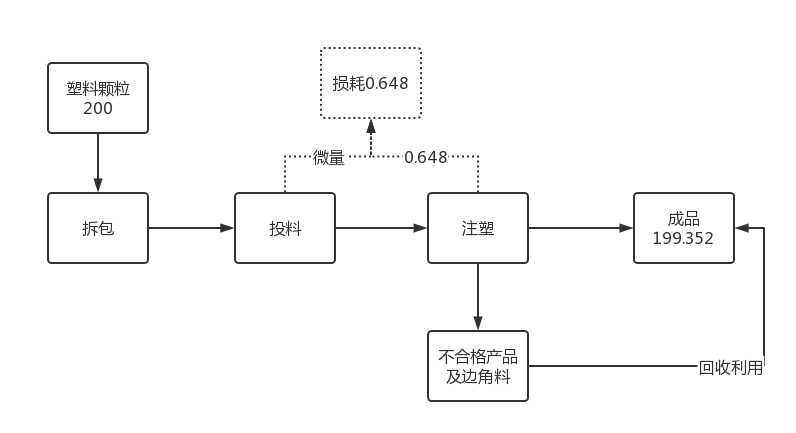 塑料颗粒
200
损耗0.648
微量
0.648
拆包
投料
注塑
成品
199.352
不合格产品
及边角料
回收利用